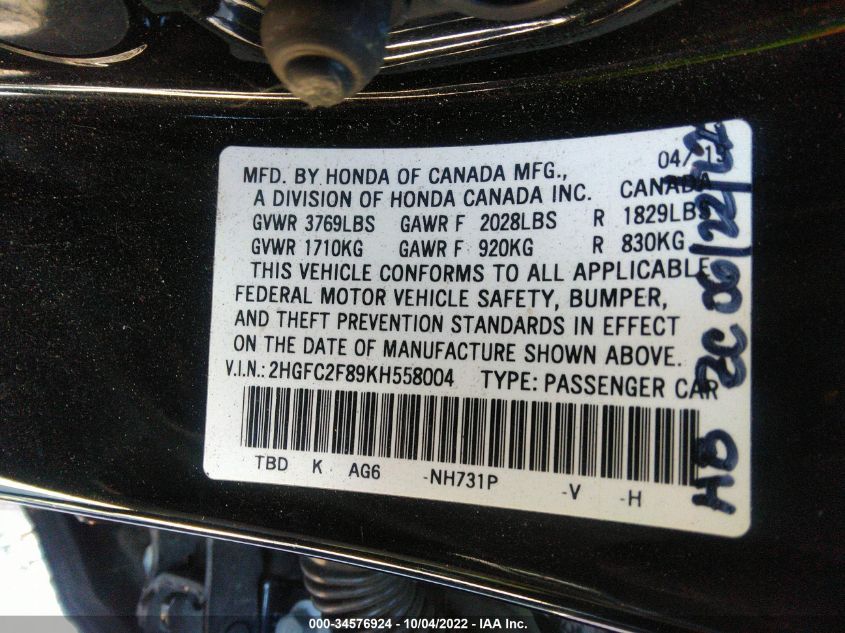 MFD. BY HONDA OF CANADA MFG., 04/1
A DIVISION OF HONDA CANADA INC. CANADA
GVWR 3769LBS GAWR F 2028LBS R 1829LBS
GVWR 1710KG GAWR F 920KG R 830KG
THIS VEHICLE CONFORMS TO ALL APPLICABLE
FEDERAL MOTOR VEHICLE SAFETY, BUMPER,
AND THEFT PREVENTION STANDARDS IN EFFECT
ON THE DATE OF MANUFACTURE SHOWN ABOVE.
V.I.N.: 2HGFC2F89KH558004 TYPE: PASSENGER CAR
TBD K AG6 -NH731P -V -H
000-34576924 | 10/04/2022 - IAA Inc.